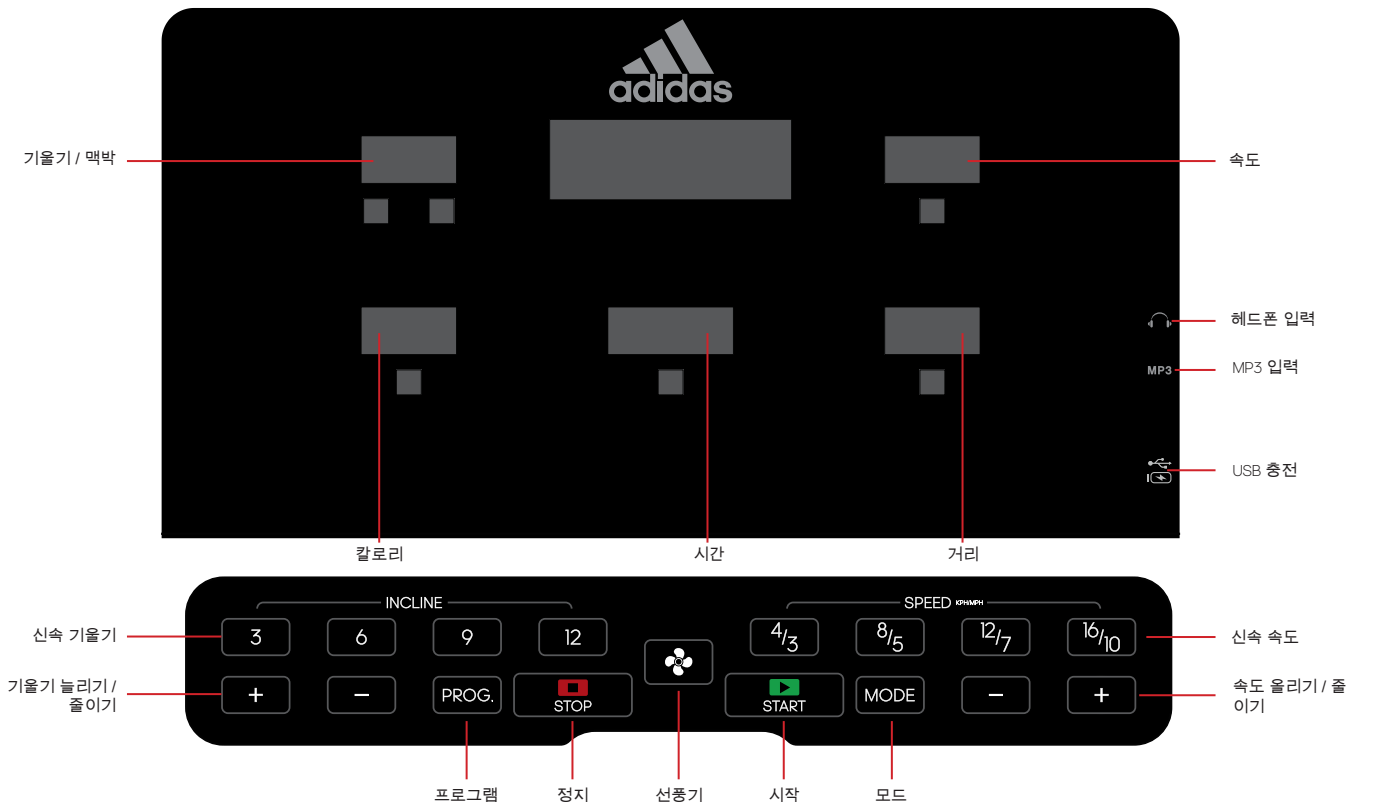 adidas
기울기 / 맥박
속도
헤드폰 입력
MP3
MP3 입력
USB 충전
칼로리
시간
거리
INCLINE
SPEED KPH/MPH
신속 기울기
3
6
9
12
4/3
8/5
12/7
16/10
신속 속도
기울기 늘리기 /
줄이기
+
−
PROG.
STOP
START
MODE
−
+
속도 올리기 / 줄
이기
프로그램
정지
선풍기
시작
모드